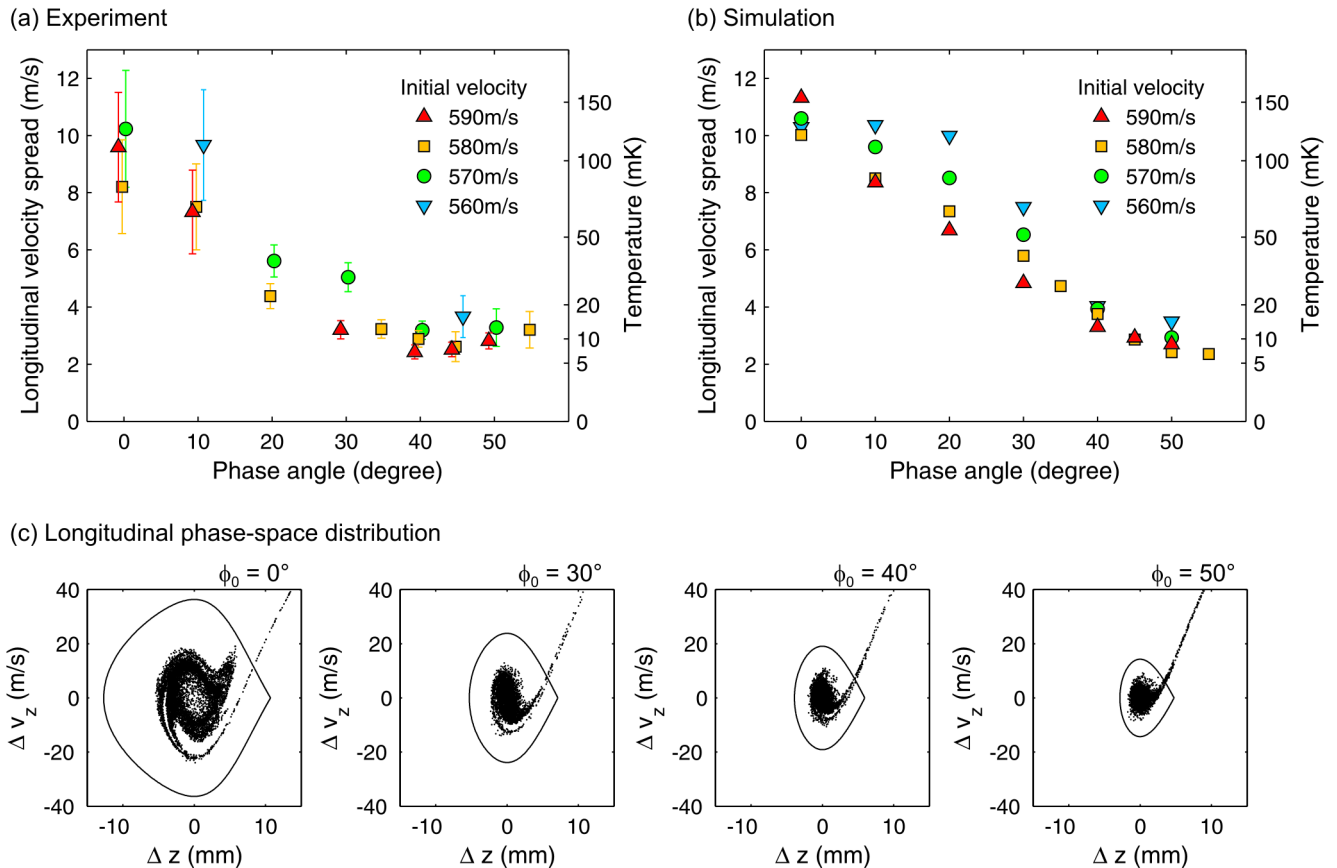 (a) Experiment
Longitudinal velocity spread (m/s)
12
10
8
6
4
2
0
0 10 20 30 40 50
Phase angle (degree)
Initial velocity
590m/s
580m/s
570m/s
560m/s
150
100
50
20
10
5
0
Temperature (mK)
(b) Simulation
Longitudinal velocity spread (m/s)
12
10
8
6
4
2
0
0 10 20 30 40 50
Phase angle (degree)
Initial velocity
590m/s
580m/s
570m/s
560m/s
150
100
50
20
10
5
0
Temperature (mK)
(c) Longitudinal phase-space distribution
ϕ₀ = 0°
Δ v_z (m/s)
40
20
0
-20
-40
-10 0 10
Δ z (mm)
ϕ₀ = 30°
Δ v_z (m/s)
40
20
0
-20
-40
-10 0 10
Δ z (mm)
ϕ₀ = 40°
Δ v_z (m/s)
40
20
0
-20
-40
-10 0 10
Δ z (mm)
ϕ₀ = 50°
Δ v_z (m/s)
40
20
0
-20
-40
-10 0 10
Δ z (mm)